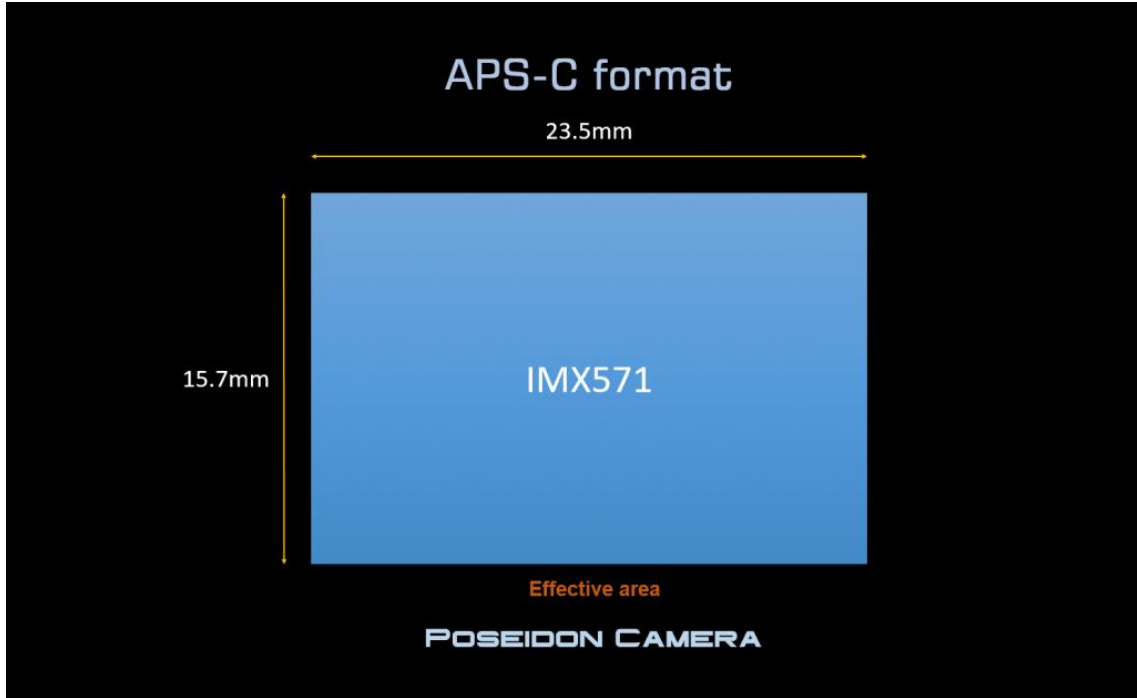 APS-C format
23.5mm
15.7mm
IMX571
Effective area
POSEIDON CAMERA